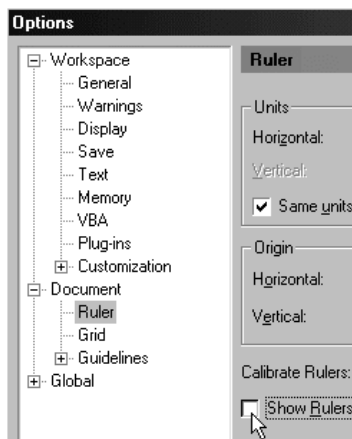 Options
Workspace
General
Warnings
Display
Save
Text
Memory
VBA
Plug-ins
Customization
Document
Ruler
Grid
Guidelines
Global
Ruler
Units
Horizontal:
Vertical:
Same units
Origin
Horizontal:
Vertical:
Calibrate Rulers:
Show Rulers